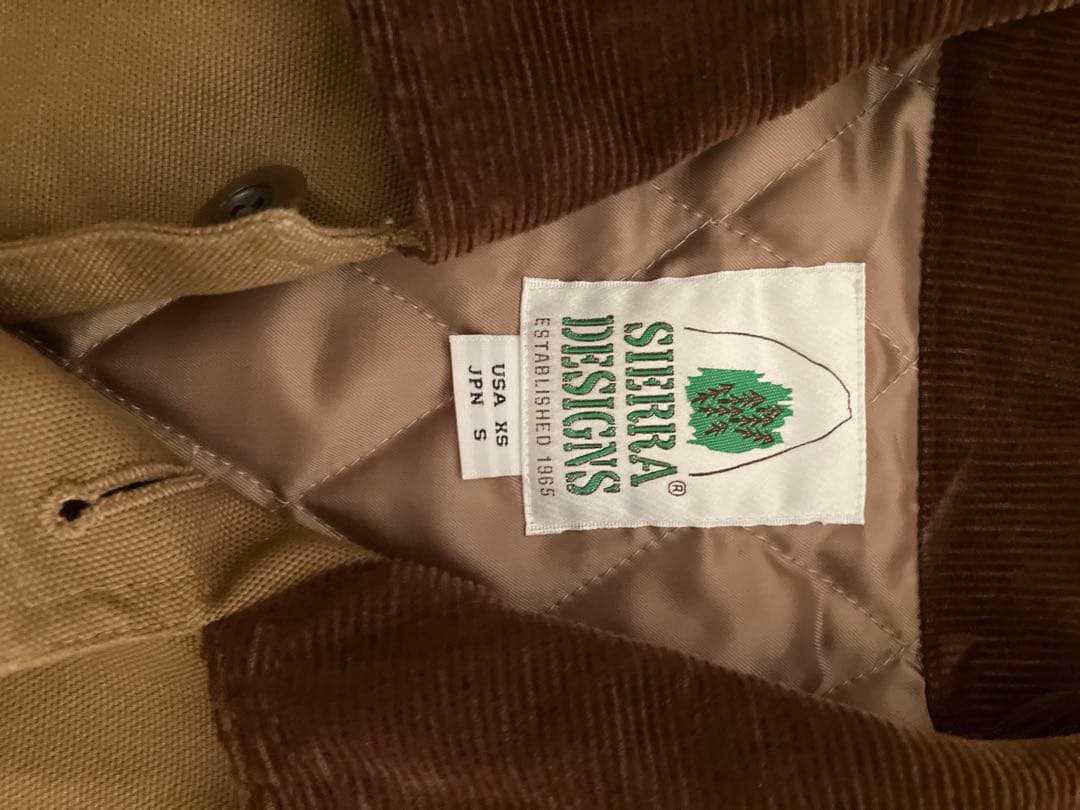 SIERRA
DESIGNS®
ESTABLISHED 1965
USA XS
JPN S